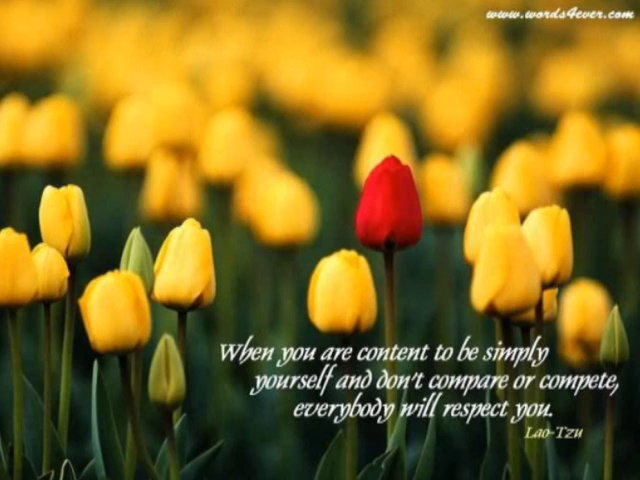 www.words4ever.com
When you are content to be simply
yourself and don't compare or compete,
everybody will respect you.
Lao-Tzu